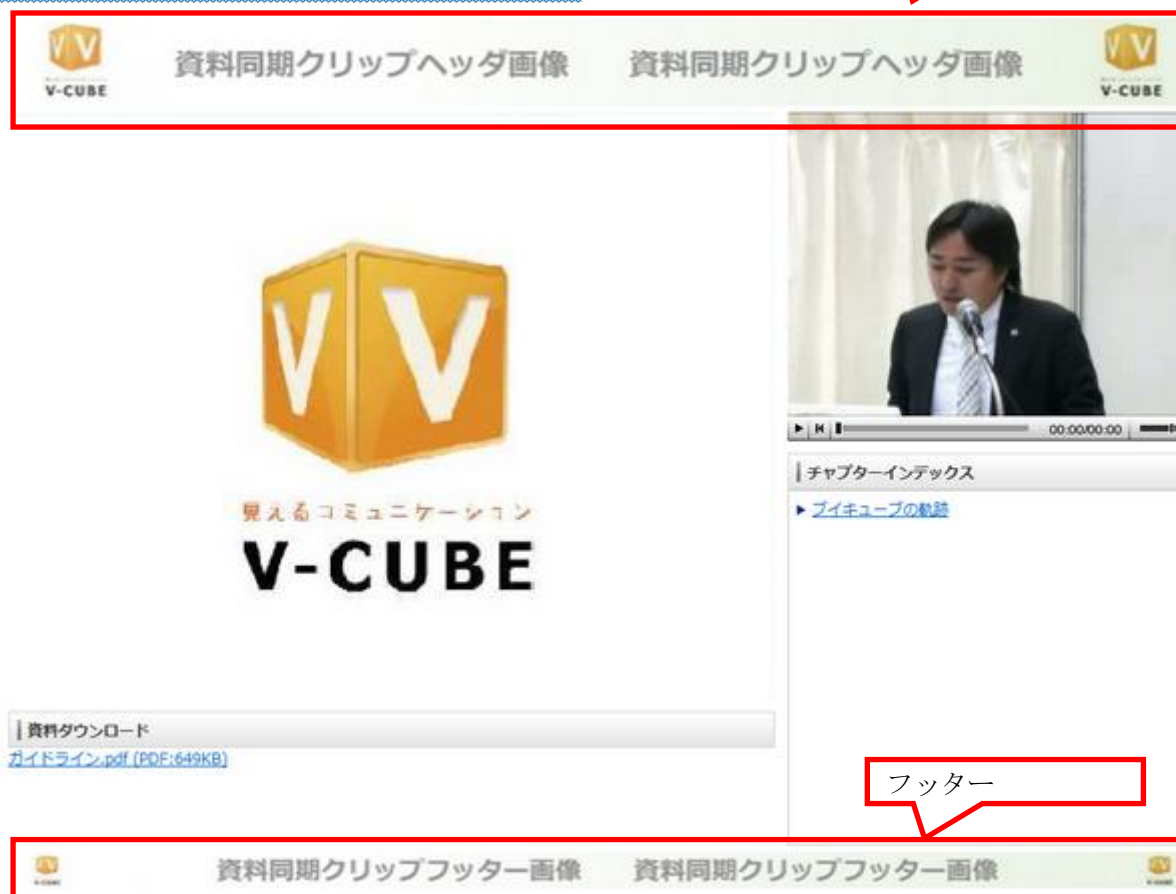 VV
V-CUBE
資料同期クリップヘッダ画像 資料同期クリップヘッダ画像
VV
V-CUBE
VV
見えるコミュニケーション
V-CUBE
00:00/00:00
チャプターインデックス
ブイキューブの軌跡
資料ダウンロード
ガイドライン.pdf (PDF:649KB)
フッター
資料同期クリップフッター画像 資料同期クリップフッター画像